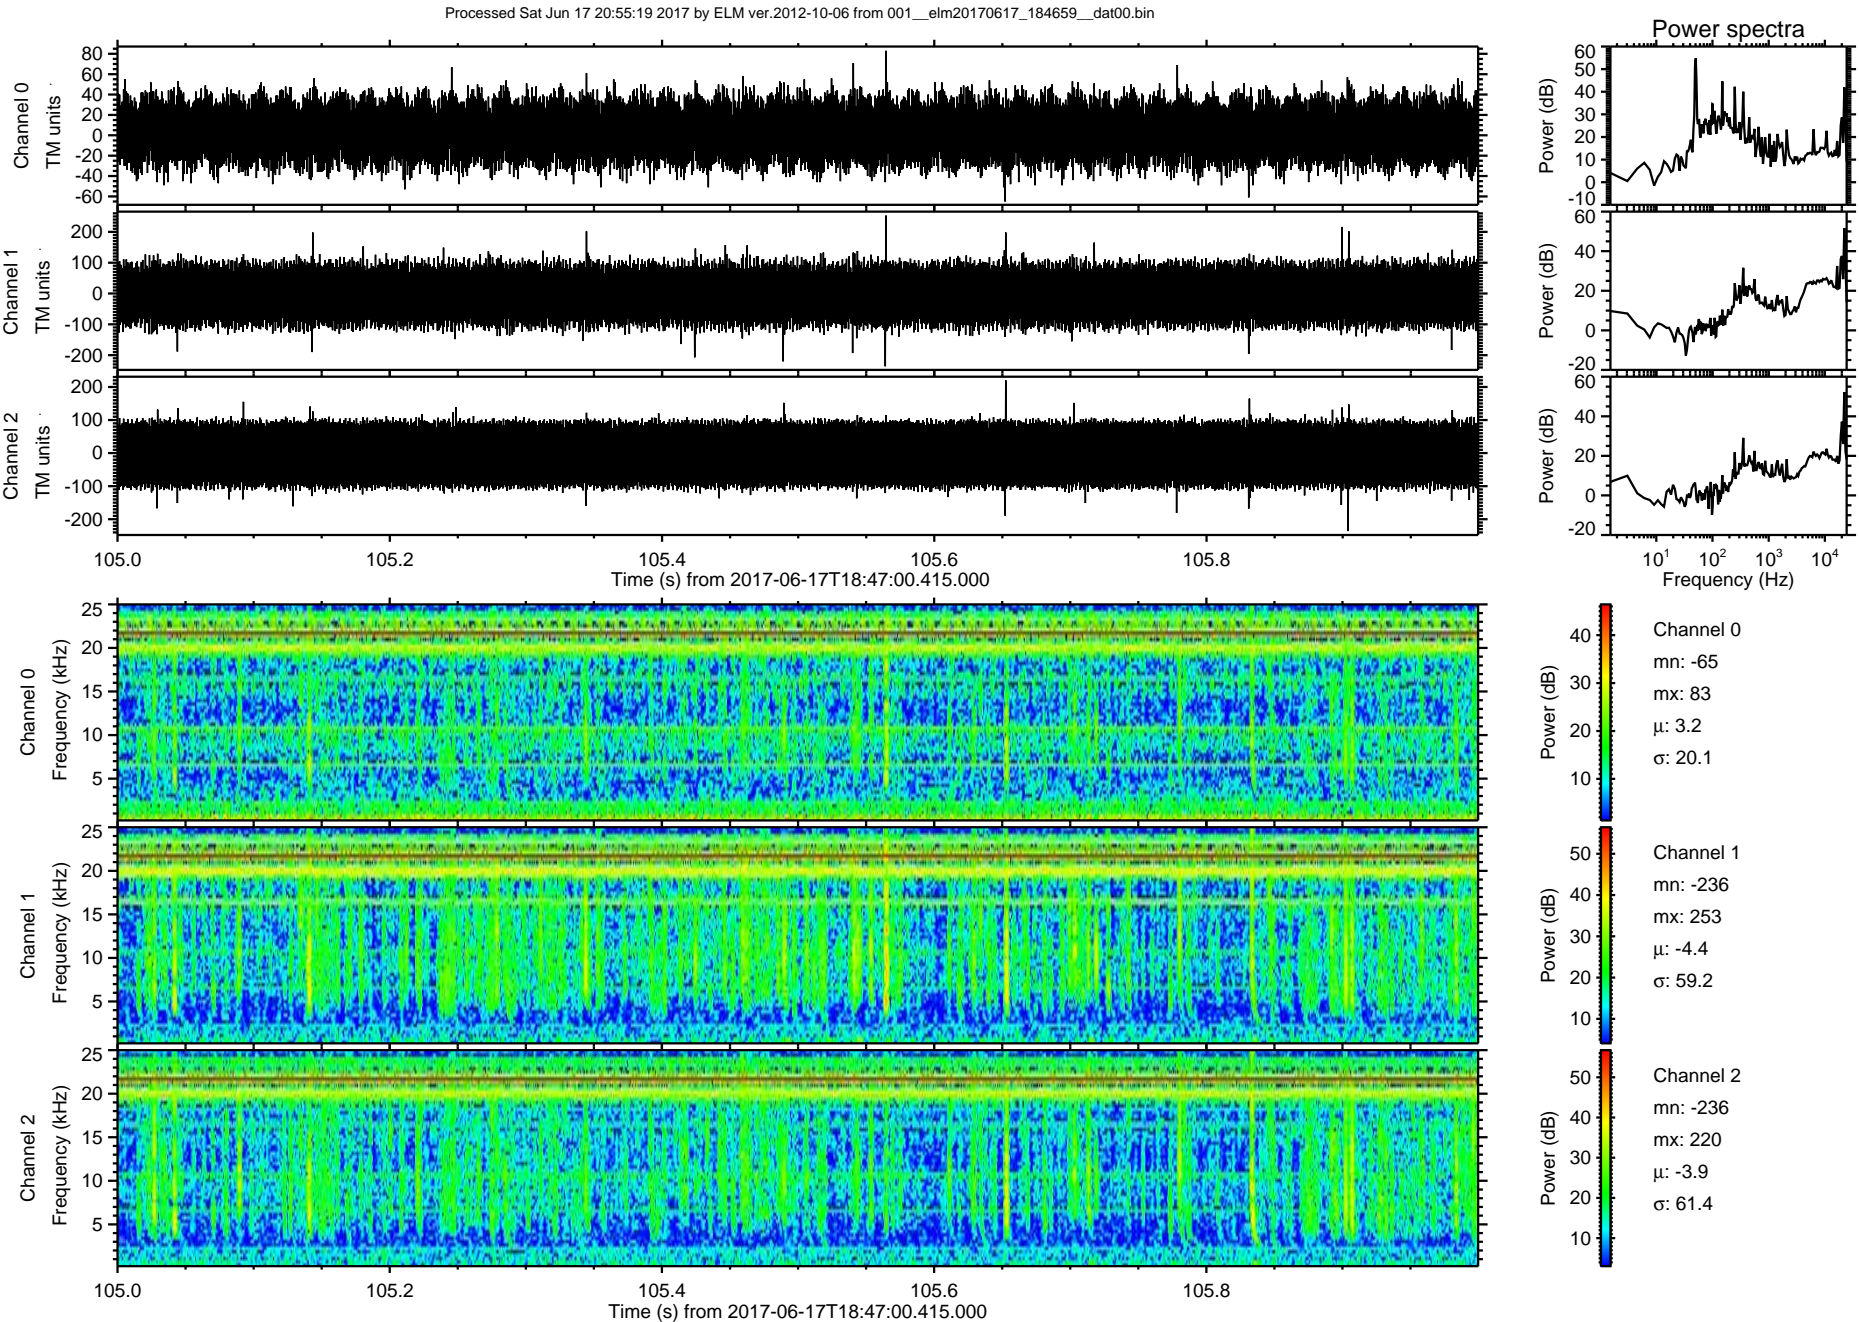 Processed Sat Jun 17 20:55:19 2017 by ELM ver.2012-10-06 from 001__elm20170617_184659__dat00.bin
Power spectra
Channel 0
TM units
80
60
40
20
0
-20
-40
-60
Power (dB)
60
50
40
30
20
10
0
-10
Channel 1
TM units
200
100
0
-100
-200
Power (dB)
60
40
20
0
-20
Channel 2
TM units
200
100
0
-100
-200
Power (dB)
60
40
20
0
-20
105.0 105.2 105.4 105.6 105.8
Time (s) from 2017-06-17T18:47:00.415.000
10^1 10^2 10^3 10^4
Frequency (Hz)
Channel 0
Frequency (kHz)
25
20
15
10
5
Power (dB)
40
30
20
10
Channel 0
mn: -65
mx: 83
μ: 3.2
σ: 20.1
Channel 1
Frequency (kHz)
25
20
15
10
5
Power (dB)
50
40
30
20
10
Channel 1
mn: -236
mx: 253
μ: -4.4
σ: 59.2
Channel 2
Frequency (kHz)
25
20
15
10
5
Power (dB)
50
40
30
20
10
Channel 2
mn: -236
mx: 220
μ: -3.9
σ: 61.4
105.0 105.2 105.4 105.6 105.8
Time (s) from 2017-06-17T18:47:00.415.000